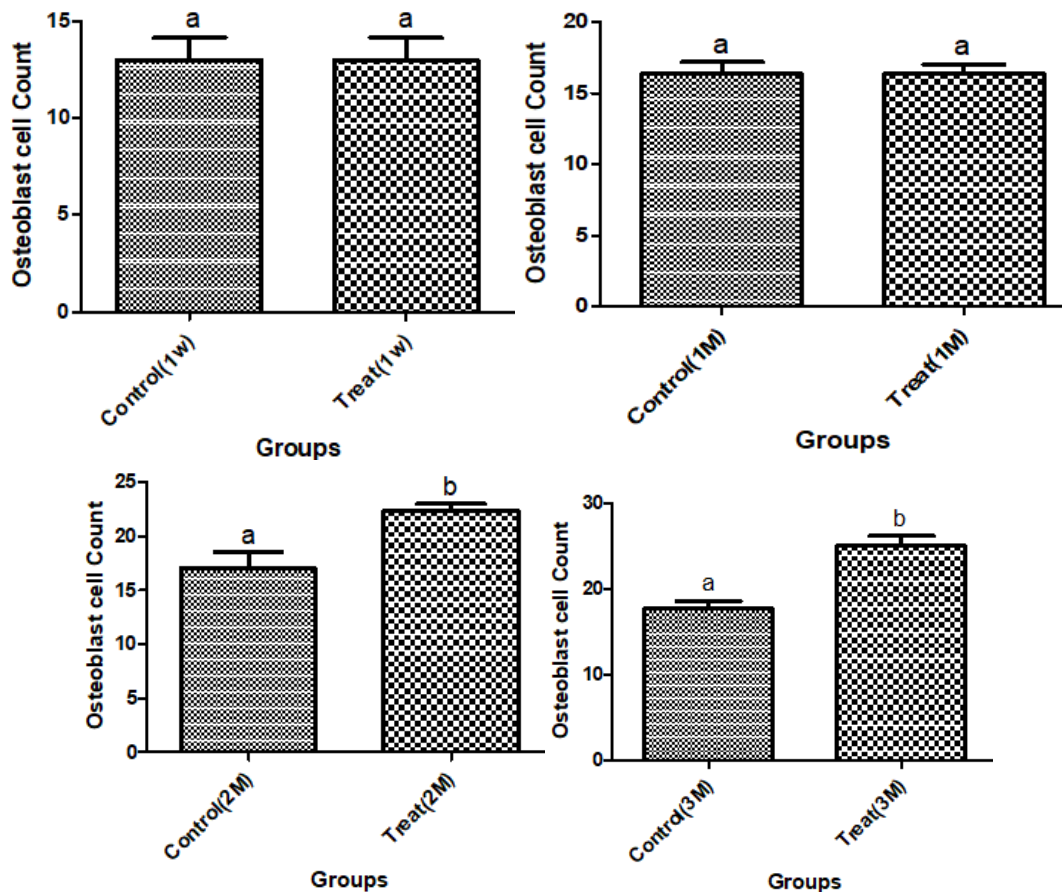 Osteoblast cell Count
15
10
5
0
a
a
Control(1w)
Treat(1w)
Groups
Osteoblast cell Count
20
15
10
5
0
a
a
Control(1M)
Treat(1M)
Groups
Osteoblast cell Count
25
20
15
10
5
0
a
b
Control(2M)
Treat(2M)
Groups
Osteoblast cell Count
30
20
10
0
a
b
Control(3M)
Treat(3M)
Groups